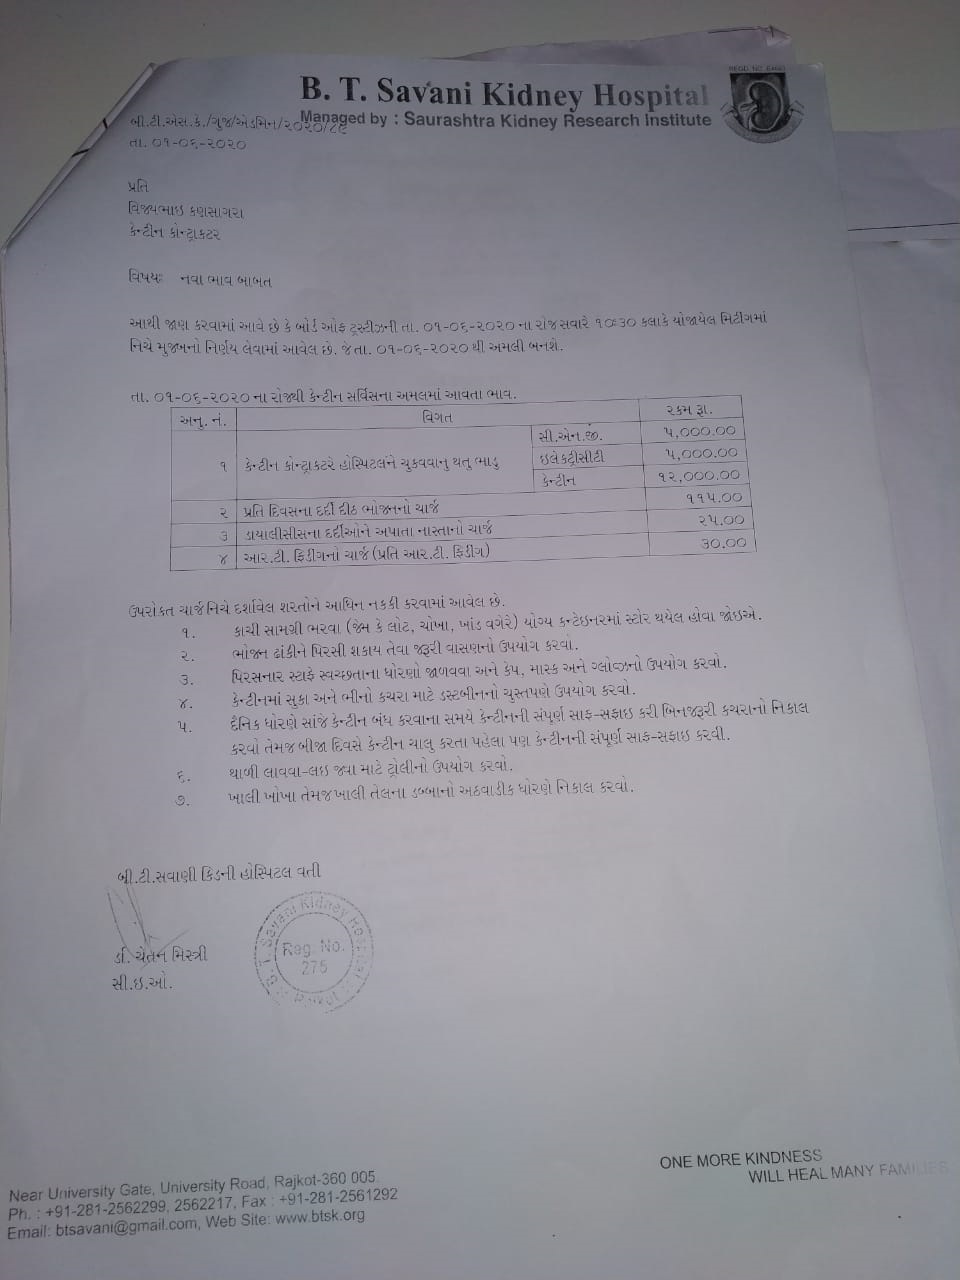 REGD. NO. E4681
B. T. Savani Kidney Hospital
Managed by : Saurashtra Kidney Research Institute
બી.ટી.એસ.કે./ગુજ/એડમિન/૨૦૨૦/૮૯
તા. ૦૧-૦૬-૨૦૨૦
પ્રતિ
વિજયભાઇ કણસાગરા
કેન્ટીન કોન્ટ્રાકટર
વિષયઃ નવા ભાવ બાબત
આથી જાણ કરવામાં આવે છે કે બોર્ડ ઓફ ટ્રસ્ટીઝની તા. ૦૧-૦૬-૨૦૨૦ ના રોજ સવારે ૧૦ઃ૩૦ કલાકે યોજાયેલ મિટીગમાં
નિચે મુજબનો નિર્ણય લેવામાં આવેલ છે. જે તા. ૦૧-૦૬-૨૦૨૦ થી અમલી બનશે.
તા. ૦૧-૦૬-૨૦૨૦ ના રોજથી કેન્ટીન સર્વિસના અમલમાં આવતા ભાવ.
અનુ. નં. વિગત રકમ રૂા.
૧ કેન્ટીન કોન્ટ્રાકટરે હોસ્પિટલને ચુકવવાનુ થતુ ભાડુ સી.એન.જી. ૫,૦૦૦.૦૦
ઇલેકટ્રીસીટી ૫,૦૦૦.૦૦
કેન્ટીન ૧૨,૦૦૦.૦૦
૨ પ્રતિ દિવસના દર્દી દીઠ ભોજનનો ચાર્જ ૧૧૫.૦૦
૩ ડાયાલીસીસના દર્દીઓને અપાતા નાસ્તાનો ચાર્જ ૨૫.૦૦
૪ આર.ટી. ફિડીગનો ચાર્જ (પ્રતિ આર.ટી. ફિડીગ) ૩૦.૦૦
ઉપરોકત ચાર્જ નિચે દર્શાવેલ શરતોને આધિન નકકી કરવામાં આવેલ છે.
૧. કાચી સામગ્રી ભરવા (જેમ કે લોટ, ચોખા, ખાંડ વગેરે) યોગ્ય કન્ટેઇનરમાં સ્ટોર થયેલ હોવા જોઇએ.
૨. ભોજન ઢાંકીને પિરસી શકાય તેવા જરૂરી વાસણનો ઉપયોગ કરવો.
૩. પિરસનાર સ્ટાફે સ્વચ્છતાના ધોરણો જાળવવા અને કેપ, માસ્ક અને ગ્લોવ્ઝનો ઉપયોગ કરવો.
૪. કેન્ટીનમાં સુકા અને ભીનો કચરા માટે ડસ્ટબીનનો ચુસ્તપણે ઉપયોગ કરવો.
૫. દૈનિક ધોરણે સાંજે કેન્ટીન બંધ કરવાના સમયે કેન્ટીનની સંપૂર્ણ સાફ-સફાઇ કરી બિનજરૂરી કચરાનો નિકાલ
કરવો તેમજ બીજા દિવસે કેન્ટીન ચાલુ કરતા પહેલા પણ કેન્ટીનની સંપૂર્ણ સાફ-સફાઇ કરવી.
૬. થાળી લાવવા-લઇ જવા માટે ટ્રોલીનો ઉપયોગ કરવો.
૭. ખાલી ખોખા તેમજ ખાલી તેલના ડબ્બાનો અઠવાડીક ધોરણે નિકાલ કરવો.
બી.ટી.સવાણી કિડની હોસ્પિટલ વતી
ડૉ. ચેતન મિસ્ત્રી
સી.ઇ.ઓ.
B. T. Savani Kidney Hospital
Reg. No.
275
ONE MORE KINDNESS
WILL HEAL MANY FAMILIES
Near University Gate, University Road, Rajkot-360 005.
Ph. : +91-281-2562299, 2562217, Fax : +91-281-2561292
Email: btsavani@gmail.com, Web Site: www.btsk.org